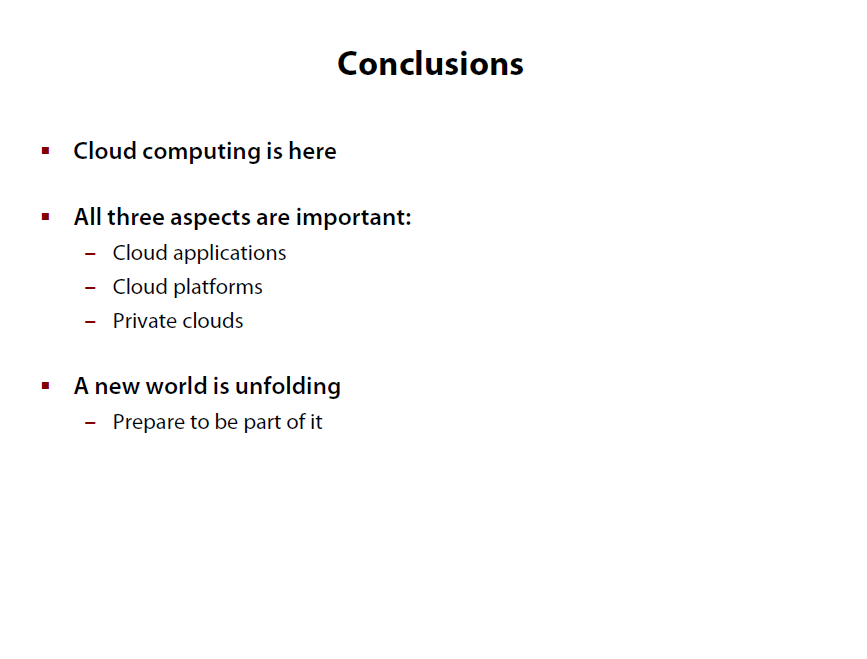 Conclusions
▪ Cloud computing is here
▪ All three aspects are important:
– Cloud applications
– Cloud platforms
– Private clouds
▪ A new world is unfolding
– Prepare to be part of it